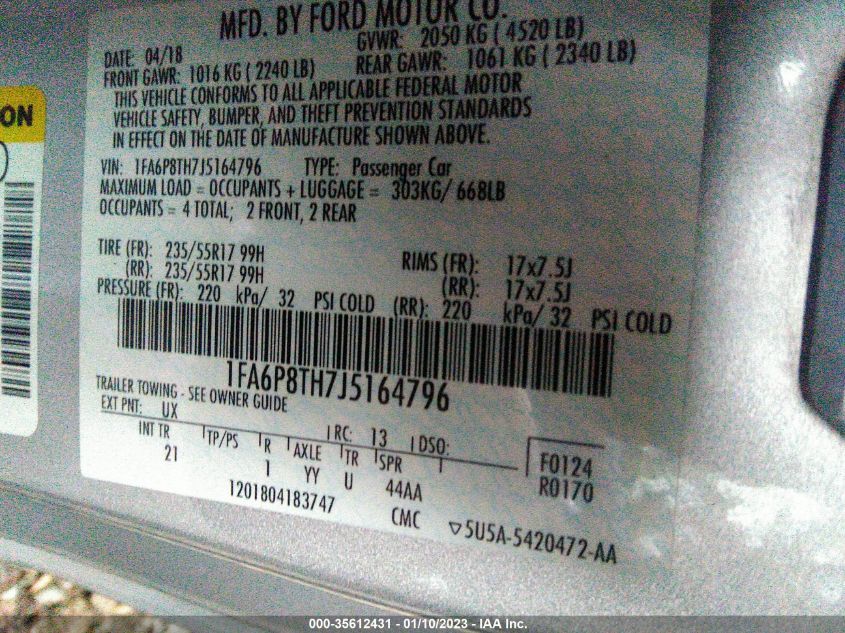 MFD. BY FORD MOTOR CO.
DATE: 04/18 GVWR: 2050 KG ( 4520 LB)
FRONT GAWR: 1016 KG ( 2240 LB) REAR GAWR: 1061 KG ( 2340 LB)
THIS VEHICLE CONFORMS TO ALL APPLICABLE FEDERAL MOTOR
VEHICLE SAFETY, BUMPER, AND THEFT PREVENTION STANDARDS
IN EFFECT ON THE DATE OF MANUFACTURE SHOWN ABOVE.
ON
VIN: 1FA6P8TH7J5164796 TYPE: Passenger Car
MAXIMUM LOAD = OCCUPANTS + LUGGAGE = 303KG/ 668LB
OCCUPANTS = 4 TOTAL; 2 FRONT, 2 REAR
TIRE (FR): 235/55R17 99H RIMS (FR): 17x7.5J
(RR): 235/55R17 99H (RR): 17x7.5J
PRESSURE (FR): 220 kPa/ 32 PSI COLD (RR): 220 kPa/ 32 PSI COLD
1FA6P8TH7J5164796
TRAILER TOWING - SEE OWNER GUIDE
EXT PNT: UX RC: 13 DSO:
INT TR TP/PS R AXLE TR SPR F0124
21 1 YY U 44AA R0170
1201804183747 CMC ▽5U5A-5420472-AA
000-35612431 - 01/10/2023 - IAA Inc.